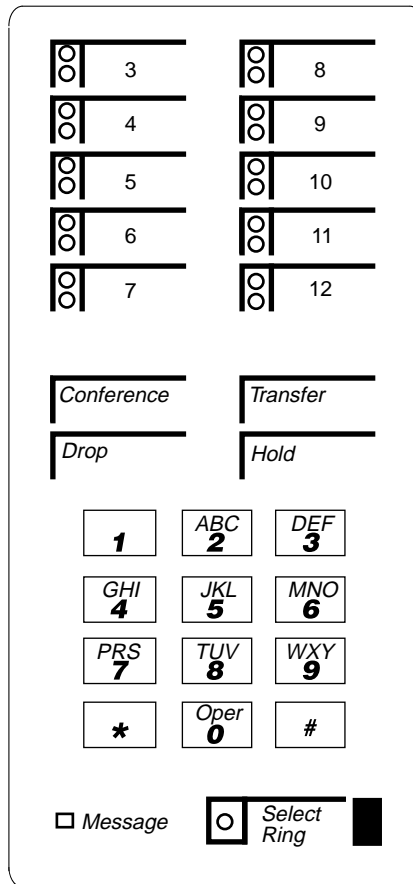 3 8
4 9
5 10
6 11
7 12
Conference Transfer
Drop Hold
ABC DEF
1 2 3
GHI JKL MNO
4 5 6
PRS TUV WXY
7 8 9
Oper
* 0 #
Message Select
Ring